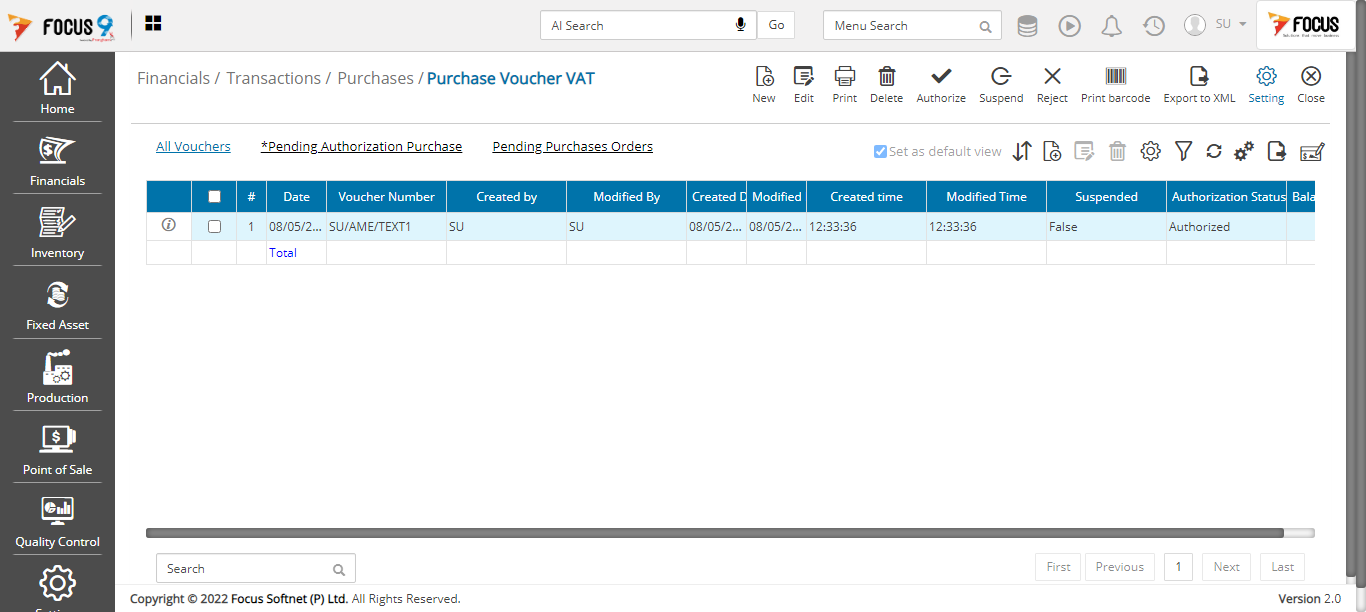 FOCUS 9
AI Search
Go
Menu Search
SU
FOCUS
Home
Financials
Inventory
Fixed Asset
Production
Point of Sale
Quality Control
Financials / Transactions / Purchases / Purchase Voucher VAT
New
Edit
Print
Delete
Authorize
Suspend
Reject
Print barcode
Export to XML
Setting
Close
All Vouchers
*Pending Authorization Purchase
Pending Purchases Orders
Set as default view
# Date Voucher Number Created by Modified By Created D Modified Created time Modified Time Suspended Authorization Status Bala
1 08/05/2... SU/AME/TEXT1 SU SU 08/05/2... 08/05/2... 12:33:36 12:33:36 False Authorized
Total
Search
First
Previous
1
Next
Last
Copyright © 2022 Focus Softnet (P) Ltd. All Rights Reserved.
Version 2.0